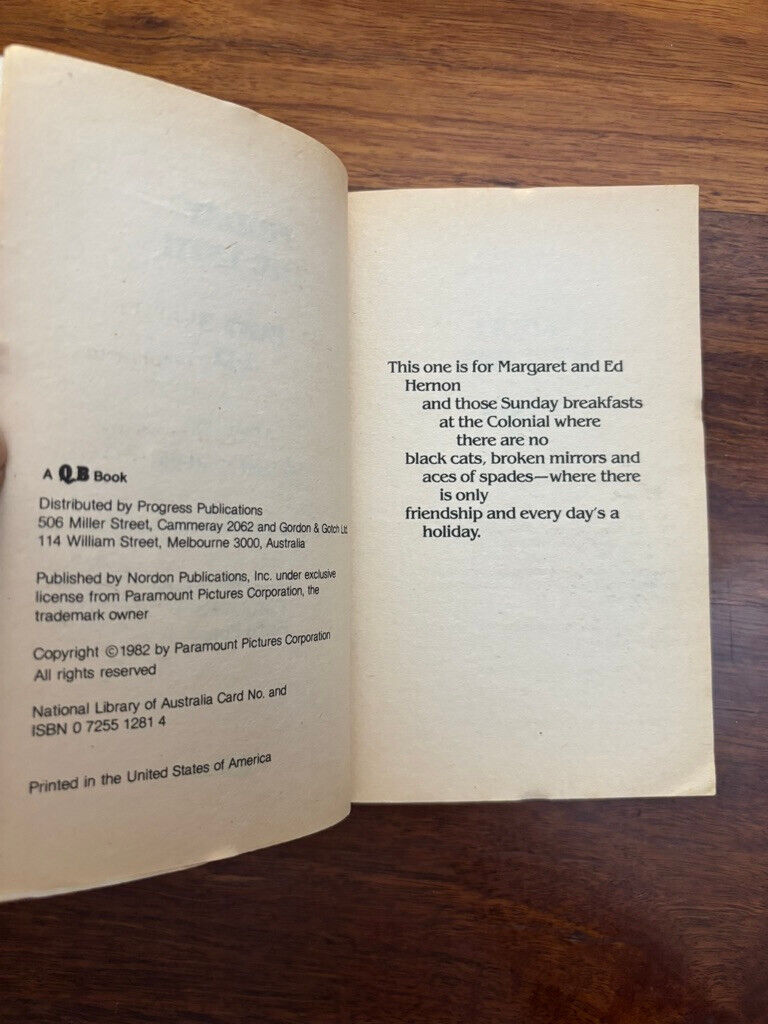 A QB Book
Distributed by Progress Publications
506 Miller Street, Cammeray 2062 and Gordon & Gotch Ltd
114 William Street, Melbourne 3000, Australia
Published by Nordon Publications, Inc. under exclusive
license from Paramount Pictures Corporation, the
trademark owner
Copyright ©1982 by Paramount Pictures Corporation
All rights reserved
National Library of Australia Card No. and
ISBN 0 7255 1281 4
Printed in the United States of America
This one is for Margaret and Ed
Hernon
and those Sunday breakfasts
at the Colonial where
there are no
black cats, broken mirrors and
aces of spades—where there
is only
friendship and every day's a
holiday.